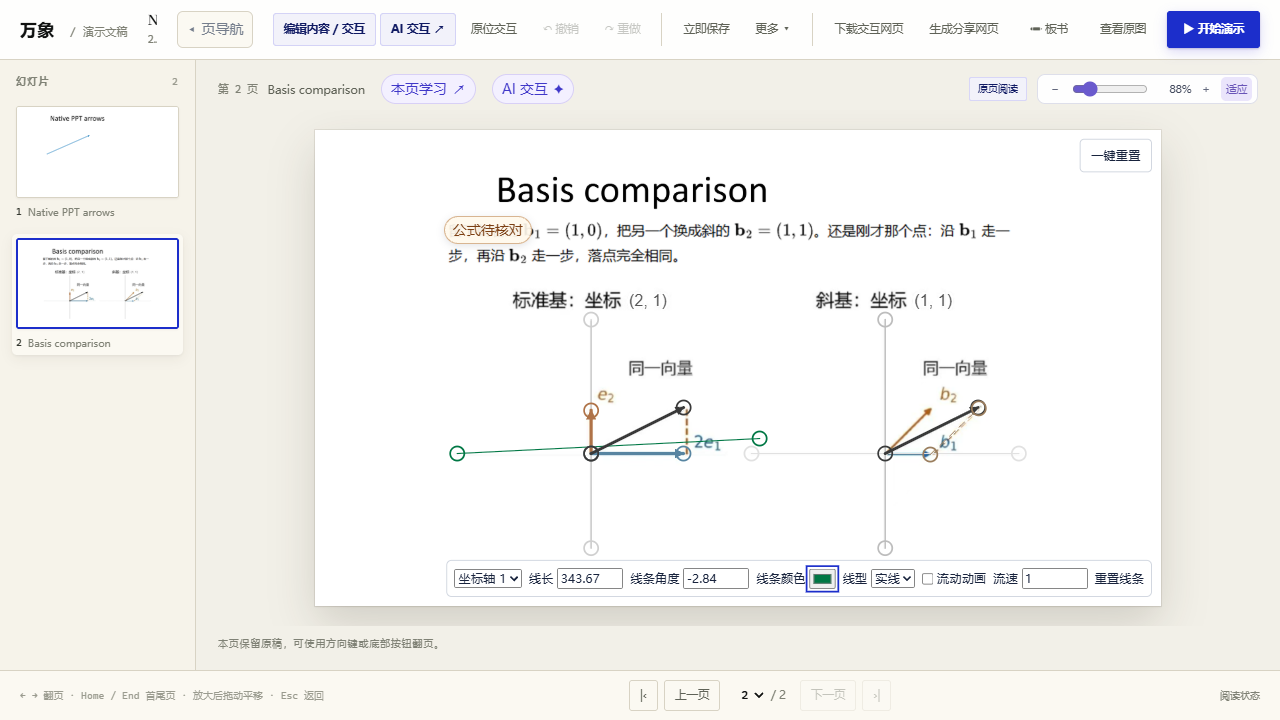 万象 / 演示文稿 N 2.. ◂ 页导航 编辑内容 / 交互 AI 交互 ↗ 原位交互 ↶ 撤销 ↷ 重做 立即保存 更多 ▾ 下载交互网页 生成分享网页 板书 查看原图 ▶ 开始演示
幻灯片 2
Native PPT arrows
1 Native PPT arrows
Basis comparison
2 Basis comparison
第 2 页 Basis comparison 本页学习 ↗ AI 交互 ✦ 原页阅读 − 88% + 适应
一键重置
Basis comparison
公式待核对 b₁ = (1, 0)，把另一个换成斜的 b₂ = (1, 1)。还是刚才那个点：沿 b₁ 走一
步，再沿 b₂ 走一步，落点完全相同。
标准基：坐标 (2, 1) 斜基：坐标 (1, 1)
同一向量 同一向量
e₂ b₂
2e₁ b₁
坐标轴 1 线长 343.67 线条角度 -2.84 线条颜色 线型 实线 流动动画 流速 1 重置线条
本页保留原稿，可使用方向键或底部按钮翻页。
← → 翻页 · Home / End 首尾页 · 放大后拖动平移 · Esc 返回 |‹ 上一页 2 / 2 下一页 ›| 阅读状态